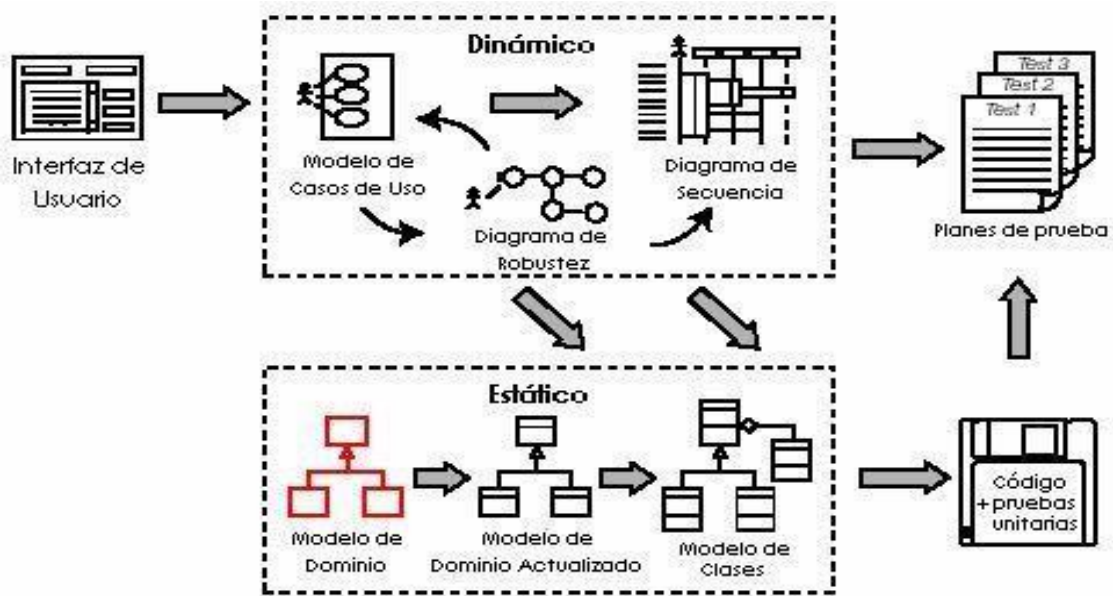 Dinámico
Interfaz de
Usuario
Modelo de
Casos de Uso
Diagrama de
Robustez
Diagrama de
Secuencia
Test 3
Test 2
Test 1
Planes de prueba
Estático
Modelo de
Dominio
Modelo de
Dominio Actualizado
Modelo de
Clases
Código
+ pruebas
unitarias